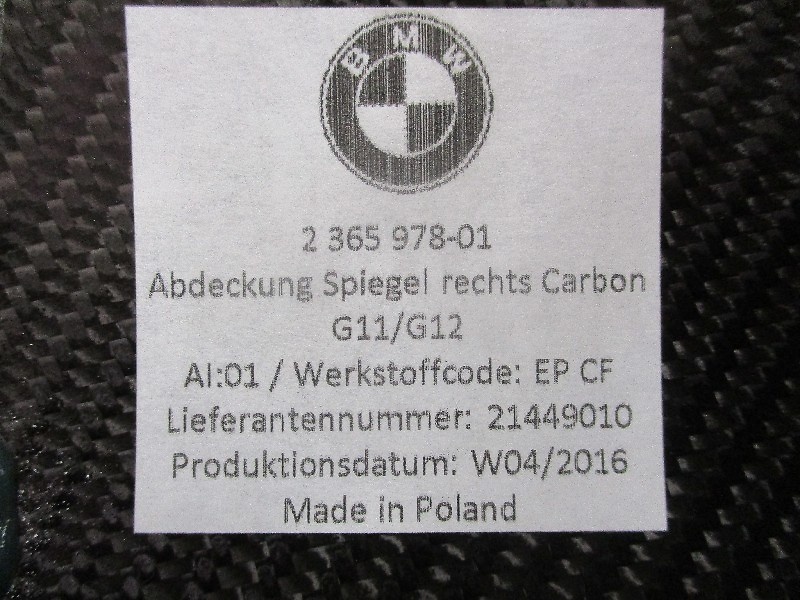 BMW
2 365 978-01
Abdeckung Spiegel rechts Carbon
G11/G12
AI:01 / Werkstoffcode: EP CF
Lieferantennummer: 21449010
Produktionsdatum: W04/2016
Made in Poland